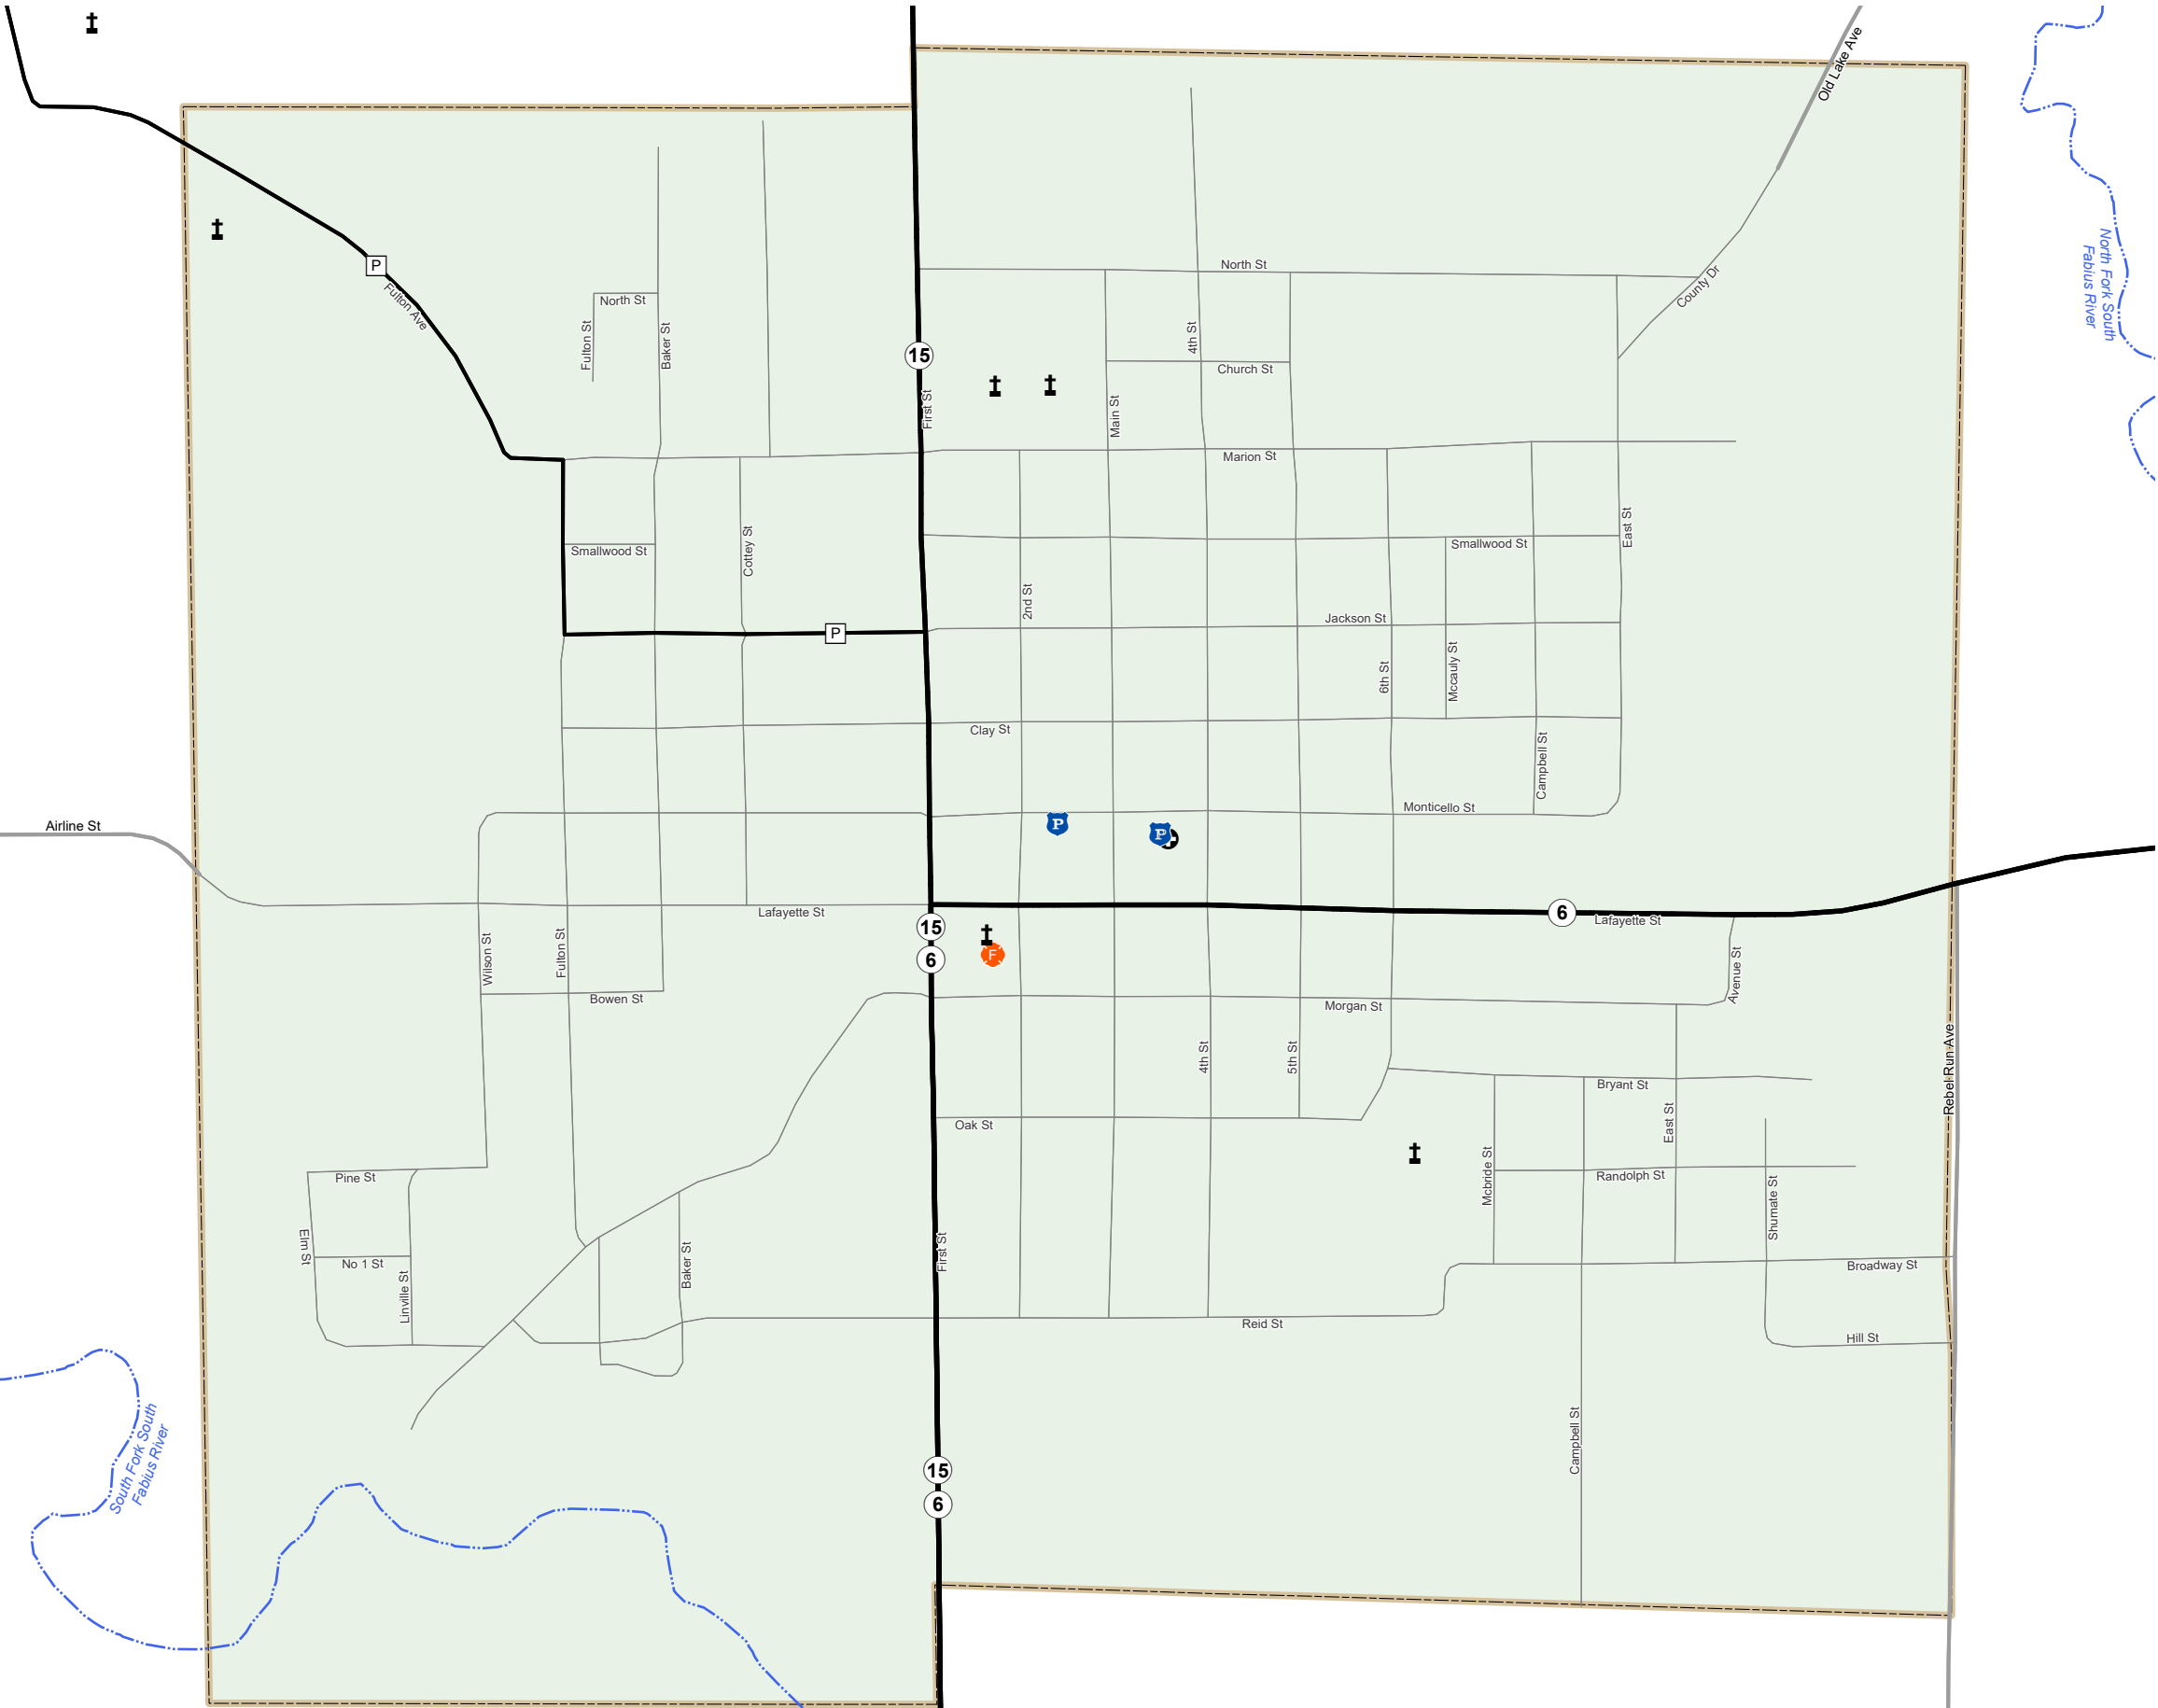 Old Lake Ave
North Fork South
Fabius River
P
Fulton Ave
North St
County Dr
North St
Fulton St
Baker St
4th St
15
Church St
First St
Main St
Marion St
Smallwood St
Cottey St
Smallwood St
East St
2nd St
Jackson St
P
6th St
Mccauly St
Clay St
Campbell St
Monticello St
Airline St
P
P
Lafayette St
6
Lafayette St
15
6
F
Wilson St
Fulton St
Avenue St
Bowen St
Morgan St
4th St
5th St
Rebel Run Ave
Bryant St
Oak St
East St
Pine St
Mcbride St
Randolph St
Shumate St
Elm St
No 1 St
Linville St
Baker St
First St
Broadway St
Reid St
Hill St
South Fork South
Fabius River
Campbell St
15
6